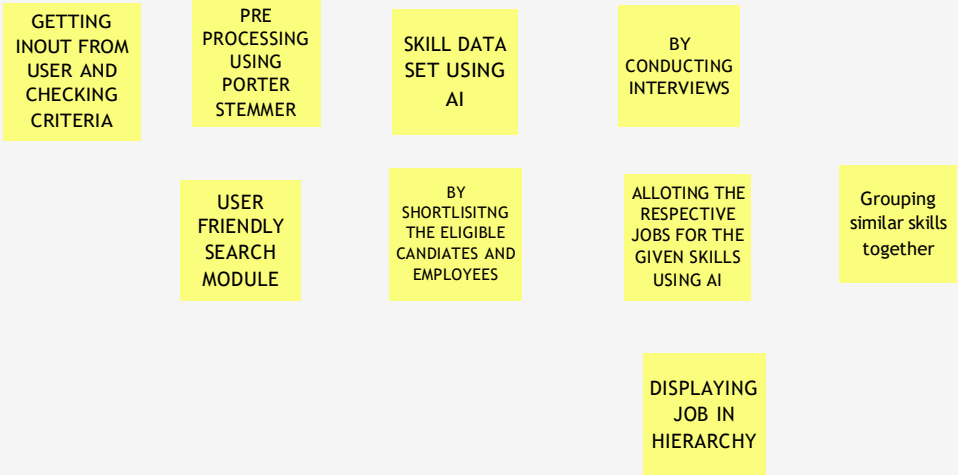 GETTING
INOUT FROM
USER AND
CHECKING
CRITERIA
PRE
PROCESSING
USING
PORTER
STEMMER
SKILL DATA
SET USING
AI
BY
CONDUCTING
INTERVIEWS
USER
FRIENDLY
SEARCH
MODULE
BY
SHORTLISITNG
THE ELIGIBLE
CANDIATES AND
EMPLOYEES
ALLOTING THE
RESPECTIVE
JOBS FOR THE
GIVEN SKILLS
USING AI
Grouping
similar skills
together
DISPLAYING
JOB IN
HIERARCHY